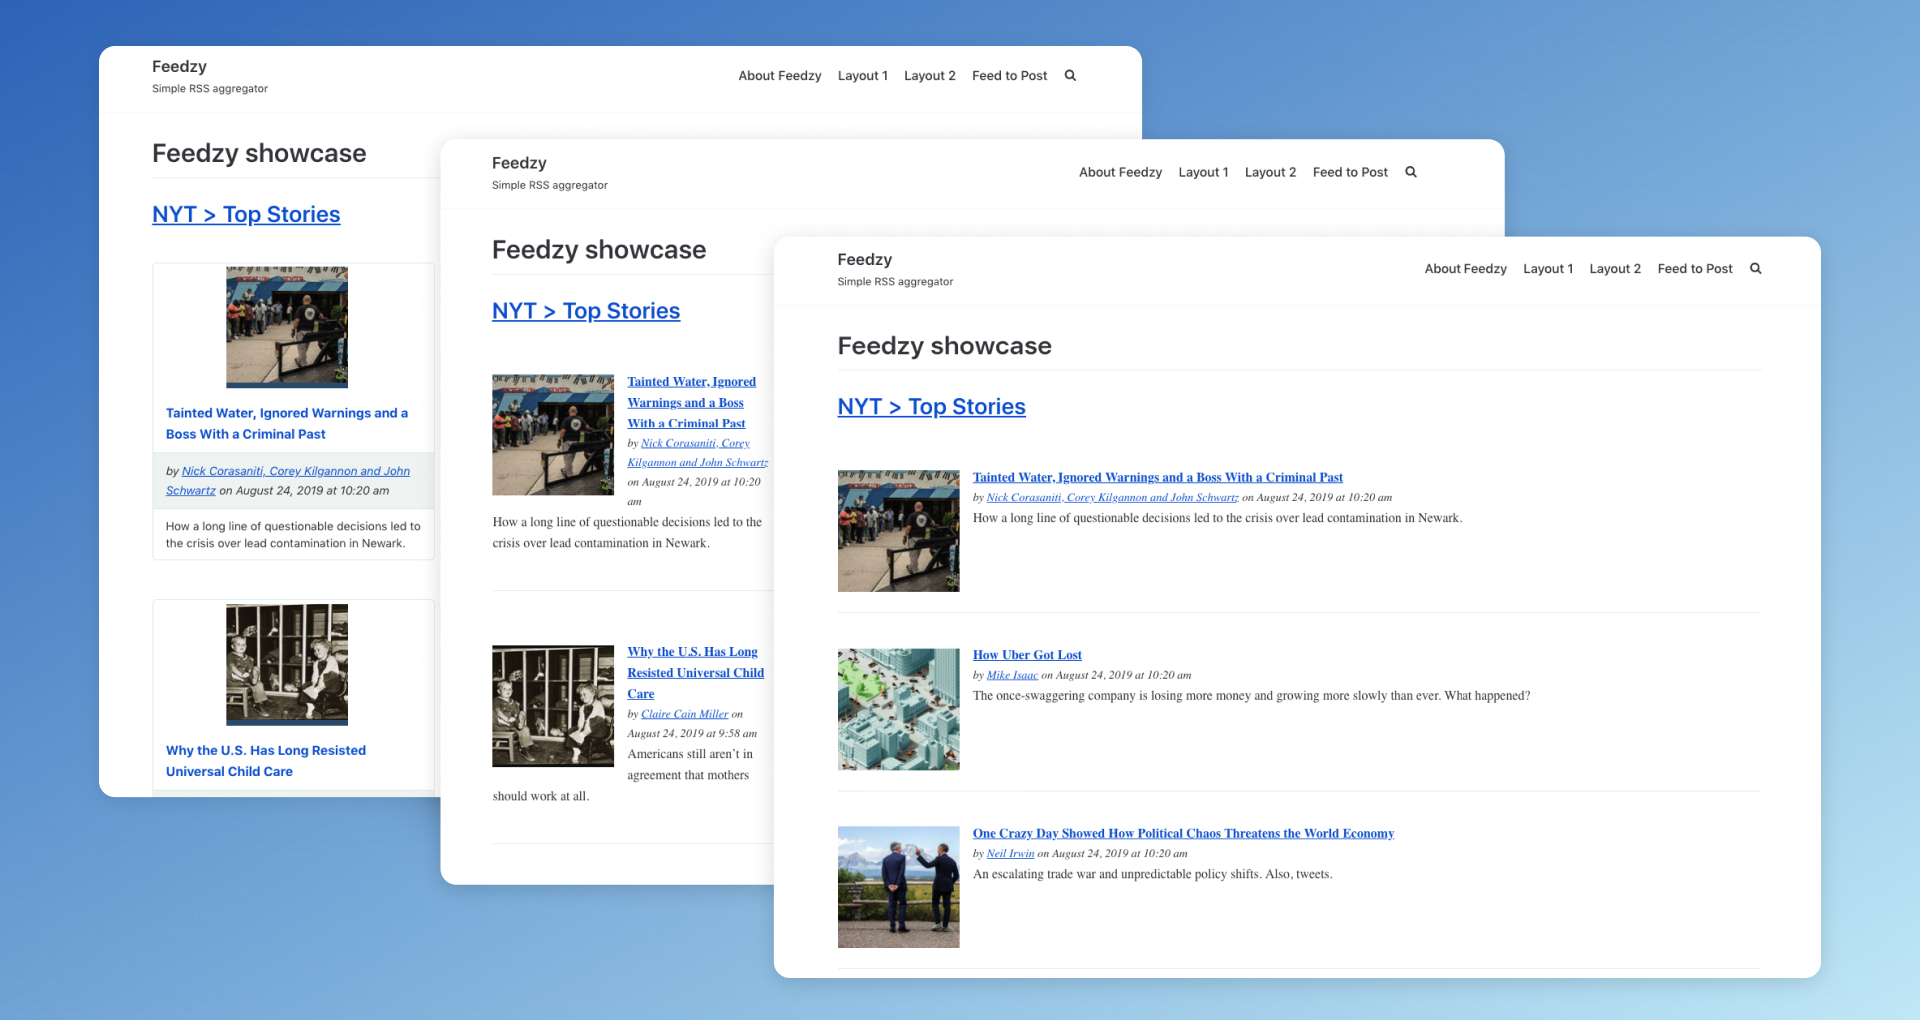 Feedzy
Simple RSS aggregator
About Feedzy Layout 1 Layout 2 Feed to Post
Feedzy showcase
NYT > Top Stories
Tainted Water, Ignored Warnings and a
Boss With a Criminal Past
by Nick Corasaniti, Corey Kilgannon and John
Schwartz on August 24, 2019 at 10:20 am
How a long line of questionable decisions led to
the crisis over lead contamination in Newark.
Why the U.S. Has Long Resisted
Universal Child Care
Feedzy
Simple RSS aggregator
About Feedzy Layout 1 Layout 2 Feed to Post
Feedzy showcase
NYT > Top Stories
Tainted Water, Ignored
Warnings and a Boss
With a Criminal Past
by Nick Corasaniti, Corey
Kilgannon and John Schwartz
on August 24, 2019 at 10:20
am
How a long line of questionable decisions led to the
crisis over lead contamination in Newark.
Why the U.S. Has Long
Resisted Universal Child
Care
by Claire Cain Miller on
August 24, 2019 at 9:58 am
Americans still aren't in
agreement that mothers
should work at all.
Feedzy
Simple RSS aggregator
About Feedzy Layout 1 Layout 2 Feed to Post
Feedzy showcase
NYT > Top Stories
Tainted Water, Ignored Warnings and a Boss With a Criminal Past
by Nick Corasaniti, Corey Kilgannon and John Schwartz on August 24, 2019 at 10:20 am
How a long line of questionable decisions led to the crisis over lead contamination in Newark.
How Uber Got Lost
by Mike Isaac on August 24, 2019 at 10:20 am
The once-swaggering company is losing more money and growing more slowly than ever. What happened?
One Crazy Day Showed How Political Chaos Threatens the World Economy
by Neil Irwin on August 24, 2019 at 10:20 am
An escalating trade war and unpredictable policy shifts. Also, tweets.